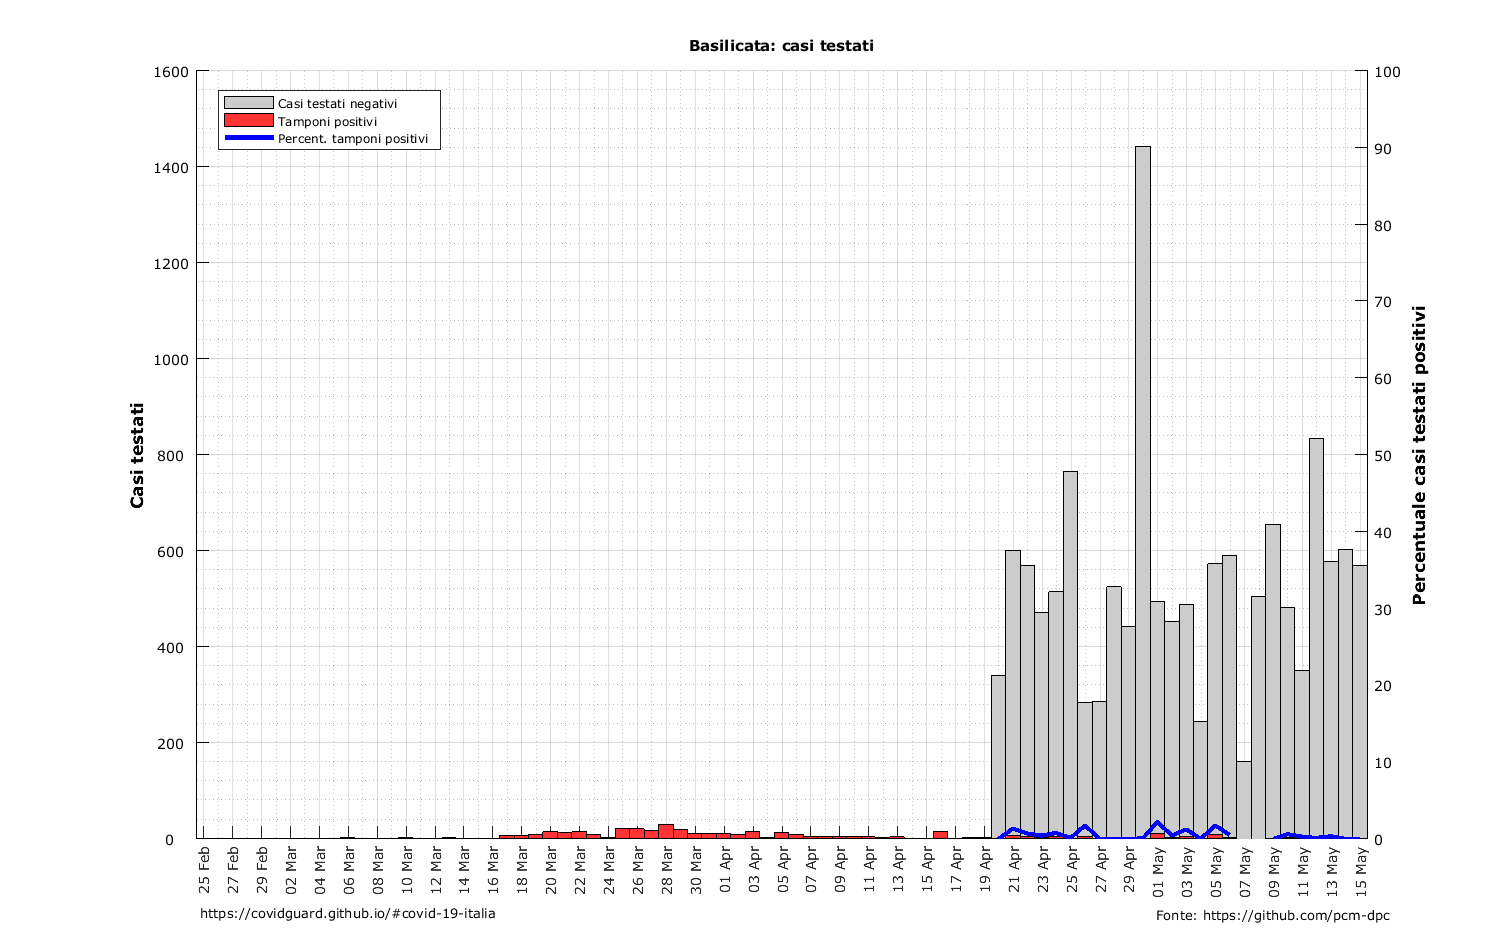 Basilicata: casi testati
Casi testati negativi
Tamponi positivi
Percent. tamponi positivi
Casi testati
1600
1400
1200
1000
800
600
400
200
0
100
90
80
70
60
50
40
30
20
10
0
Percentuale casi testati positivi
25 Feb
27 Feb
29 Feb
02 Mar
04 Mar
06 Mar
08 Mar
10 Mar
12 Mar
14 Mar
16 Mar
18 Mar
20 Mar
22 Mar
24 Mar
26 Mar
28 Mar
30 Mar
01 Apr
03 Apr
05 Apr
07 Apr
09 Apr
11 Apr
13 Apr
15 Apr
17 Apr
19 Apr
21 Apr
23 Apr
25 Apr
27 Apr
29 Apr
01 May
03 May
05 May
07 May
09 May
11 May
13 May
15 May
https://covidguard.github.io/#covid-19-italia
Fonte: https://github.com/pcm-dpc